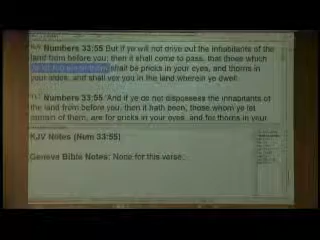 Numbers 33:55 But if ye will not drive out the inhabitants of the
land from before you; then it shall come to pass, that those which
shall be pricks in your eyes, and thorns in
your sides, and shall vex you in the land wherein ye dwell.
Numbers 33:55 'And if ye do not dispossess the inhabitants of
the land from before you, then it hath been, those whom ye let
remain of them, are for pricks in your eyes, and for thorns in your
KJV Notes (Num 33:55)
Geneva Bible Notes: None for this verse.